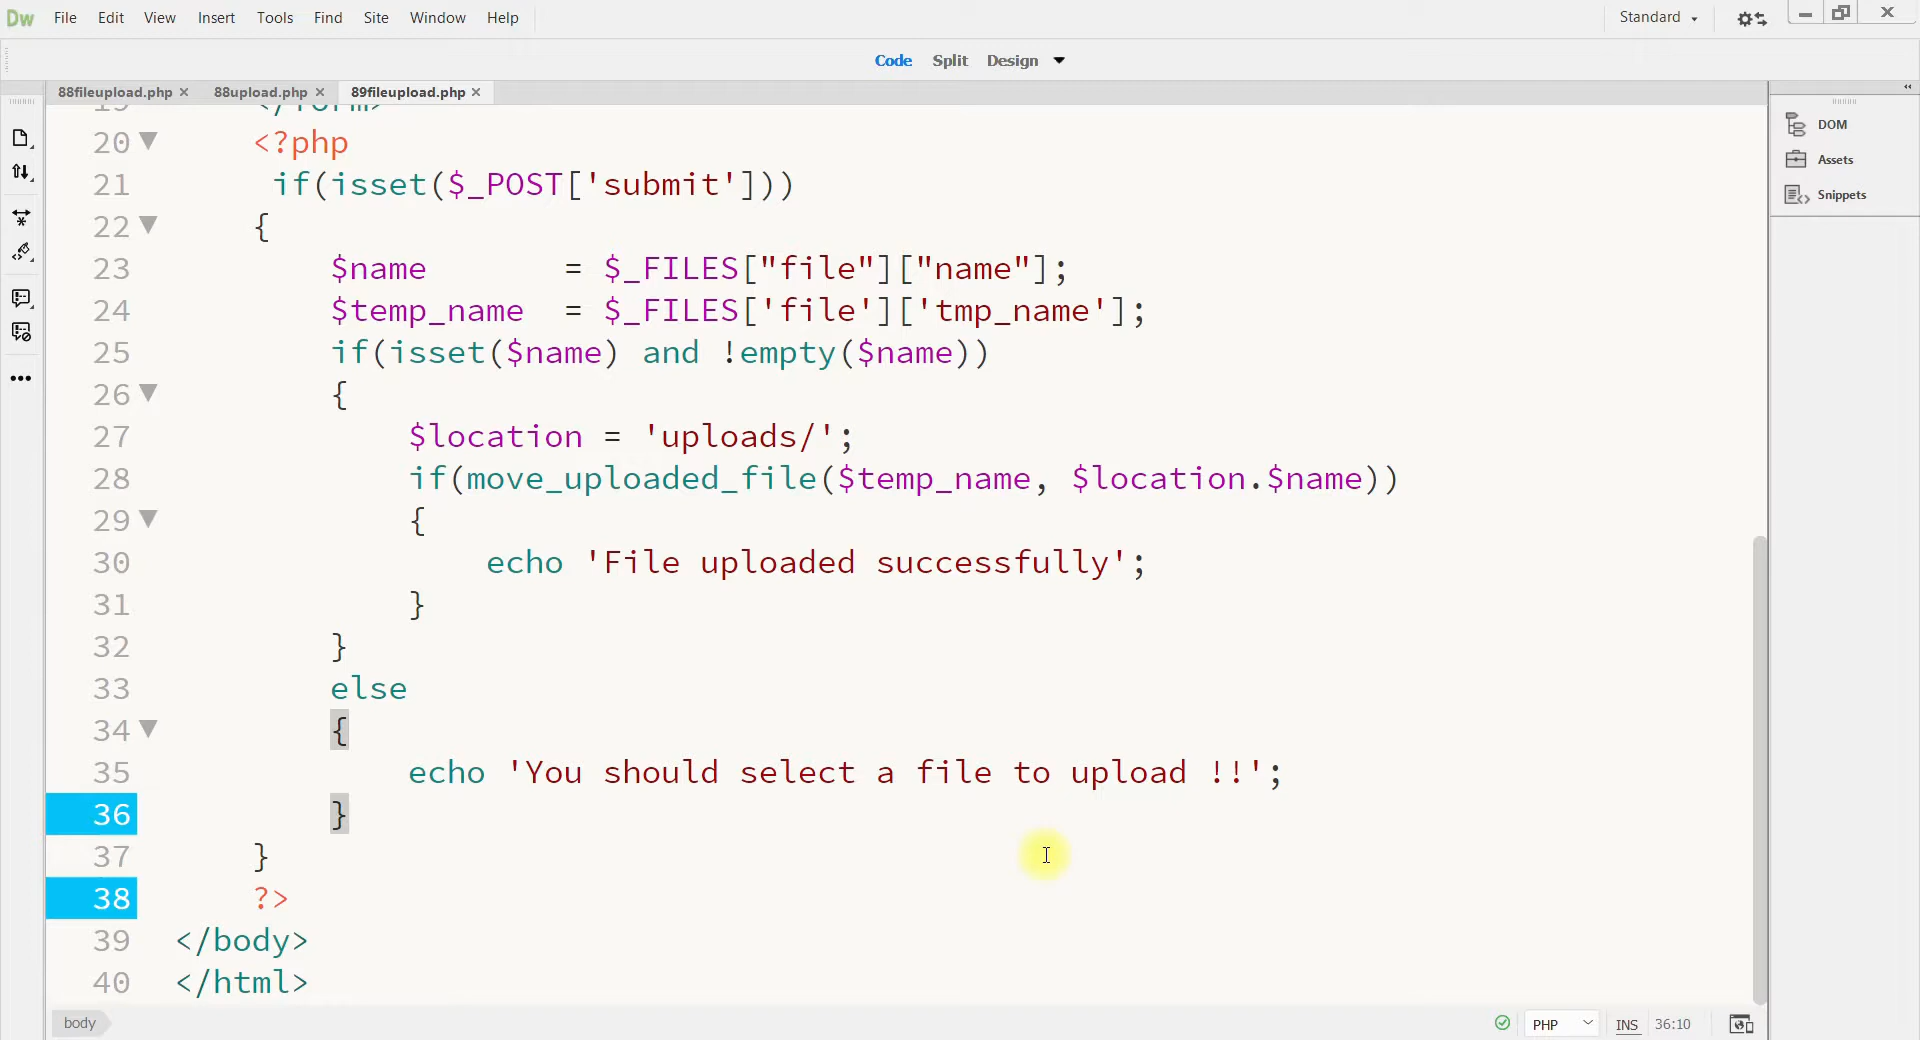 Dw File Edit View Insert Tools Find Site Window Help Standard
Code Split Design
88fileupload.php 88upload.php 89fileupload.php
19 </form>
20 <?php
21 if(isset($_POST['submit']))
22 {
23 $name = $_FILES["file"]["name"];
24 $temp_name = $_FILES['file']['tmp_name'];
25 if(isset($name) and !empty($name))
26 {
27 $location = 'uploads/';
28 if(move_uploaded_file($temp_name, $location.$name))
29 {
30 echo 'File uploaded successfully';
31 }
32 }
33 else
34 {
35 echo 'You should select a file to upload !!';
36 }
37 }
38 ?>
39 </body>
40 </html>
DOM
Assets
Snippets
body PHP INS 36:10